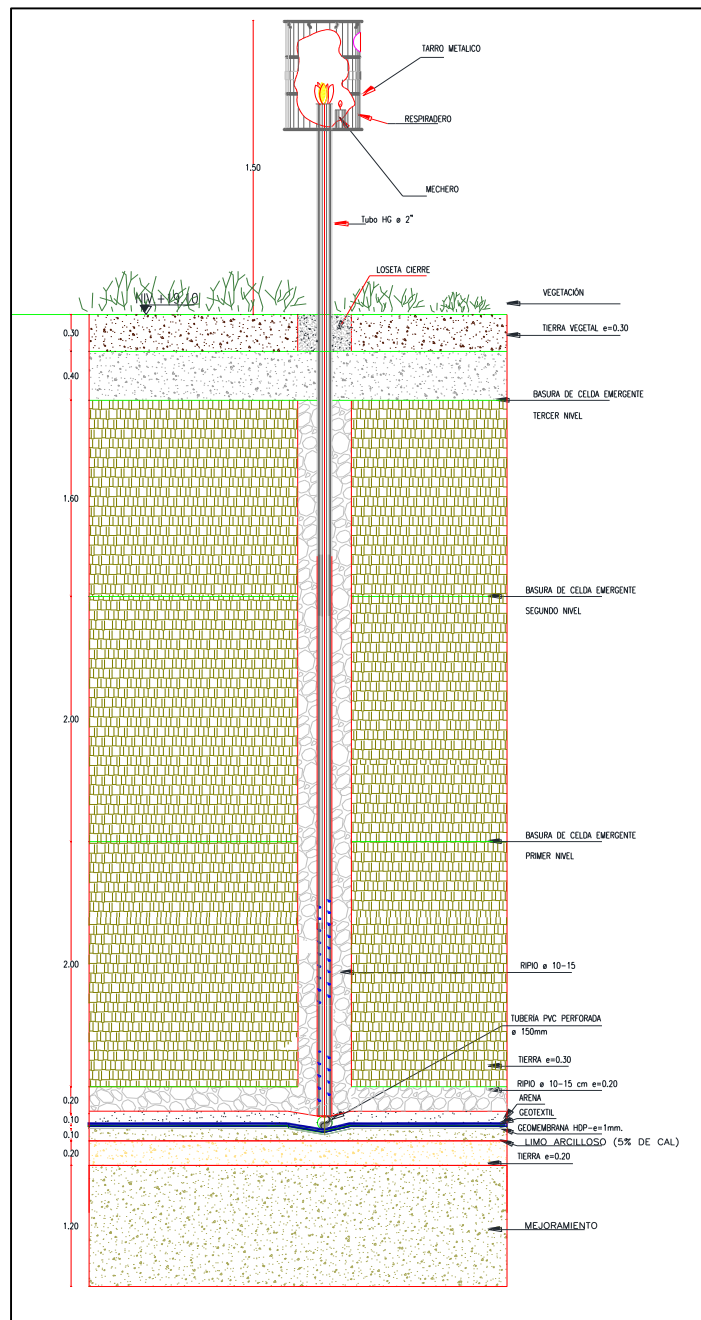 TARRO METALICO
RESPIRADERO
1.50
MECHERO
Tubo HG ø 2"
LOSETA CIERRE
VEGETACIÓN
0.30
TIERRA VEGETAL e=0.30
0.40
BASURA DE CELDA EMERGENTE
TERCER NIVEL
1.60
BASURA DE CELDA EMERGENTE
SEGUNDO NIVEL
2.00
BASURA DE CELDA EMERGENTE
PRIMER NIVEL
2.00
RIPIO ø 10-15
TUBERÍA PVC PERFORADA
ø 150mm
TIERRA e=0.30
RIPIO ø 10-15 cm e=0.20
0.20
ARENA
0.10
GEOTEXTIL
GEOMEMBRANA HDP-e=1mm.
0.10
LIMO ARCILLOSO (5% DE CAL)
0.20
TIERRA e=0.20
1.20
MEJORAMIENTO